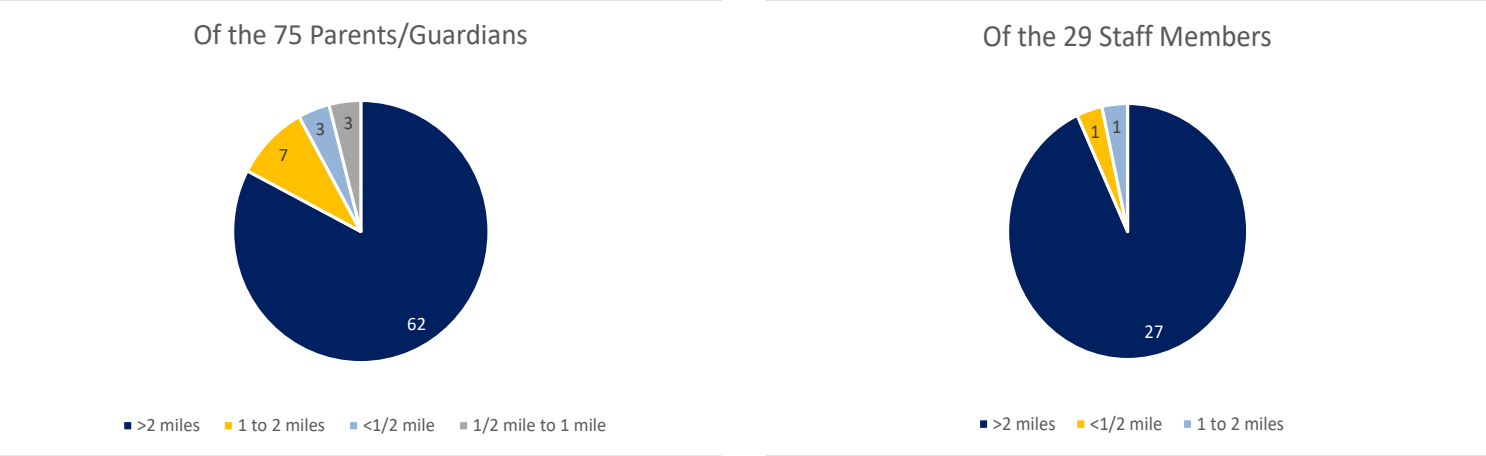 Of the 75 Parents/Guardians
3
3
7
62
>2 miles 1 to 2 miles <1/2 mile 1/2 mile to 1 mile
Of the 29 Staff Members
1
1
27
>2 miles <1/2 mile 1 to 2 miles